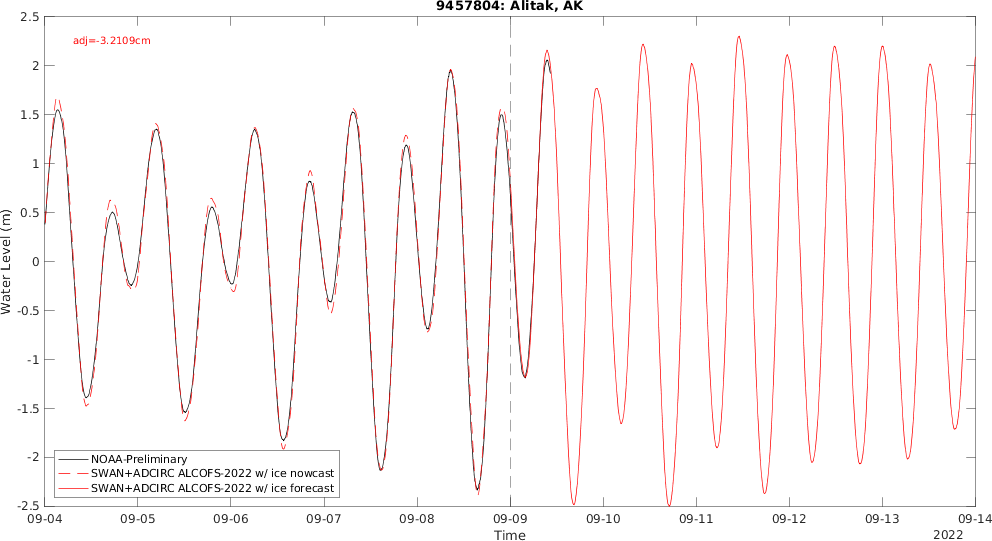 9457804: Alitak, AK
adj=-3.2109cm
2.5
2
1.5
1
0.5
0
-0.5
-1
-1.5
-2
-2.5
Water Level (m)
NOAA-Preliminary
SWAN+ADCIRC ALCOFS-2022 w/ ice nowcast
SWAN+ADCIRC ALCOFS-2022 w/ ice forecast
09-04 09-05 09-06 09-07 09-08 09-09 09-10 09-11 09-12 09-13 09-14
Time
2022